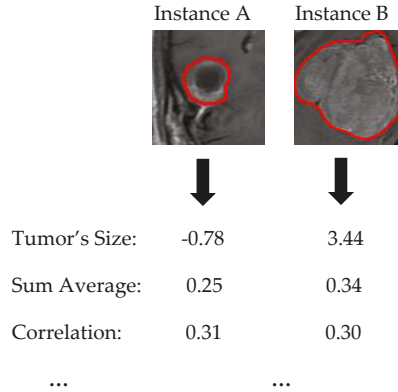 Instance A Instance B
Tumor's Size: -0.78 3.44
Sum Average: 0.25 0.34
Correlation: 0.31 0.30
... ...